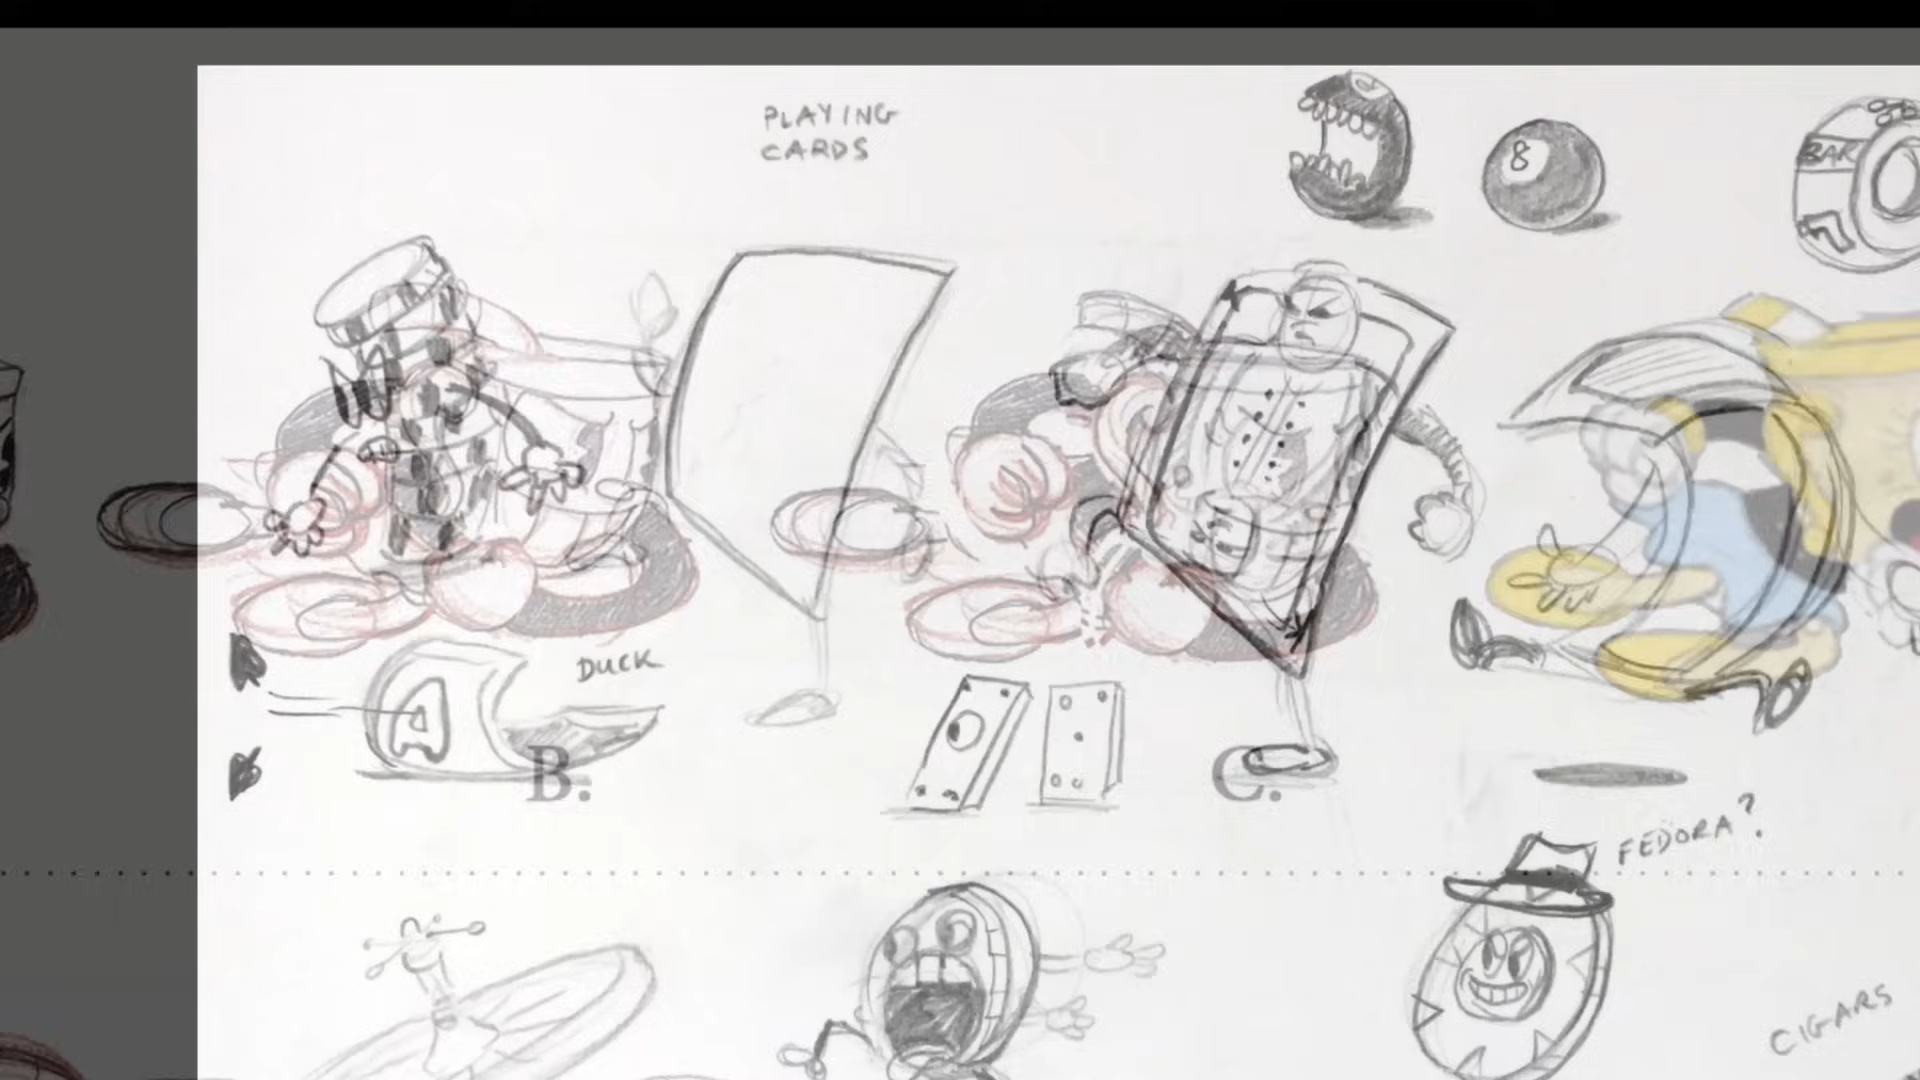 PLAYING
CARDS
8
BAR
DUCK
A
B.
C.
FEDORA?
CIGARS